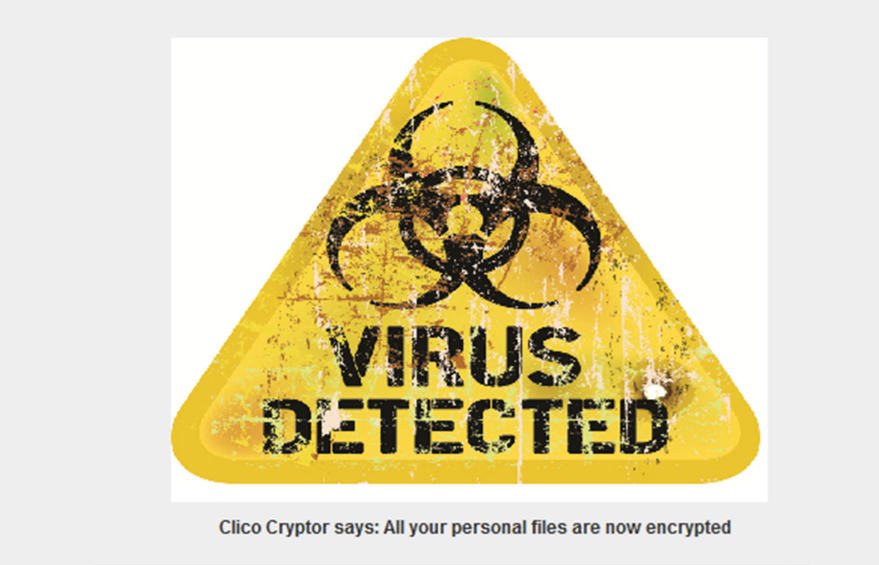 VIRUS
DETECTED
Clico Cryptor says: All your personal files are now encrypted